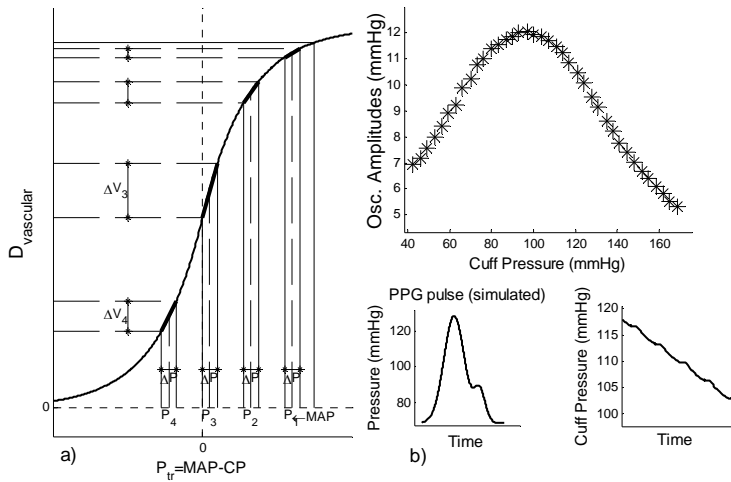 D_vascular
ΔV_3
ΔV_4
ΔP
ΔP
ΔP
ΔP
0
P_4
P_3
P_2
P_1
←MAP
0
a)
P_tr=MAP-CP
Osc. Amplitudes (mmHg)
12
11
10
9
8
7
6
5
40
60
80
100
120
140
160
Cuff Pressure (mmHg)
PPG pulse (simulated)
Pressure (mmHg)
120
100
80
Time
b)
Cuff Pressure (mmHg)
120
115
110
105
100
Time